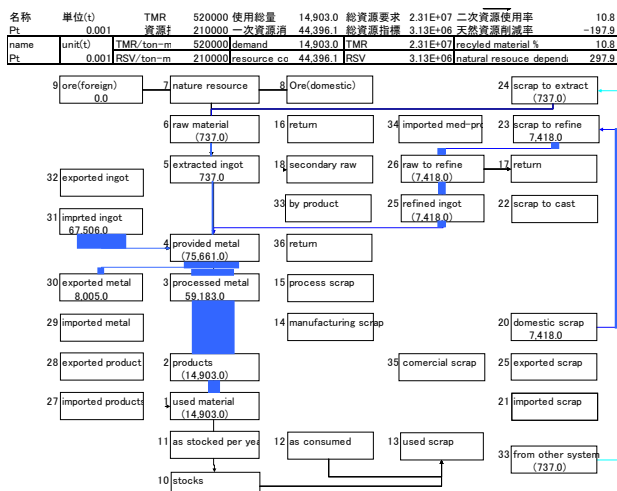 名称 単位(t) TMR 520000 使用総量 14,903.0 総資源要求 2.31E+07 二次資源使用率 10.8
Pt 0.001 210000 一次資源消 44,396.1 総資源指標 3.13E+06 天然資源削減率 -197.9
name unit(t) TMR/ton-m 520000 demand 14,903.0 TMR 2.31E+07 recyled material % 10.8
Pt 0.001 RSV/ton-m 210000 resource co 44,396.1 RSV 3.13E+06 natural resouce depend 297.9
9 ore(foreign) 7 nature resource 8 Ore(domestic) 24 scrap to extract
0.0 (737.0)
6 raw material 16 return 34 imported med-pro 23 scrap to refine
(737.0) 7,418.0
5 extracted ingot 18 secondary raw 26 raw to refine 17 return
737.0 (7,418.0)
32 exported ingot
33 by product 25 refined ingot 22 scrap to cast
(7,418.0)
31 imprted ingot
67,506.0
4 provided metal 36 return
(75,661.0)
30 exported metal 3 processed metal 15 process scrap
8,005.0 59,183.0
29 imported metal 14 manufacturing scrap 20 domestic scrap
7,418.0
28 exported product 2 products 35 comercial scrap 25 exported scrap
(14,903.0)
27 imported products 1 used material 21 imported scrap
(14,903.0)
11 as stocked per yea 12 as consumed 13 used scrap
33 from other system
(737.0)
10 stocks